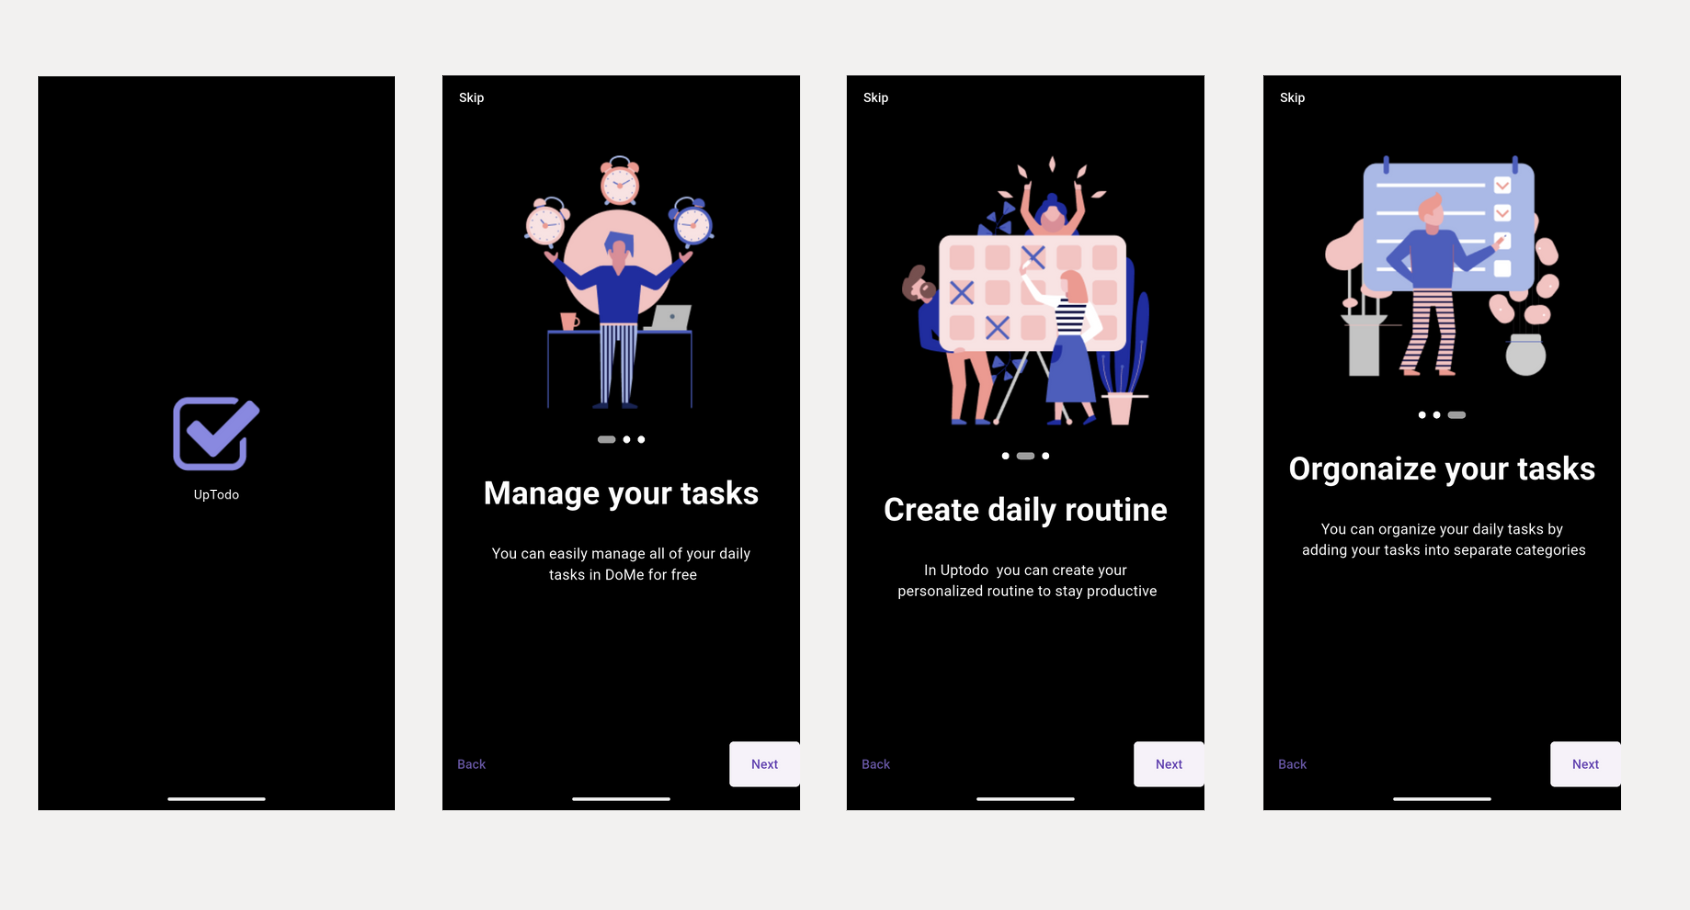 UpTodo
Skip
Manage your tasks
You can easily manage all of your daily
tasks in DoMe for free
Back
Next
Skip
Create daily routine
In Uptodo  you can create your
personalized routine to stay productive
Back
Next
Skip
Orgonaize your tasks
You can organize your daily tasks by
adding your tasks into separate categories
Back
Next